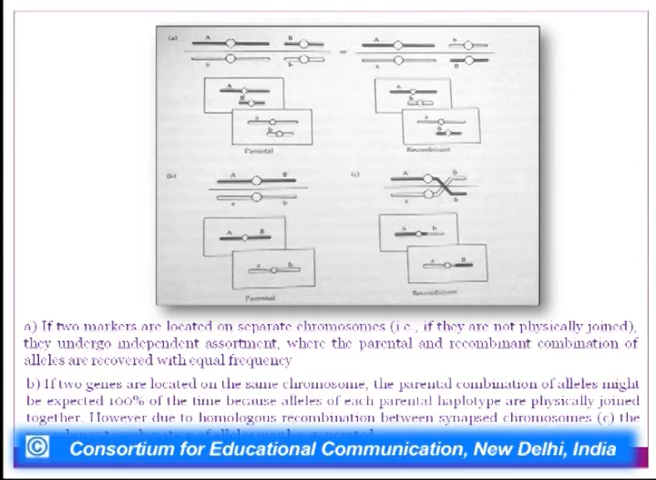 (a) A B or A b
a b a B
A B A b
a b a B
Parental Recombinant
(b) A B (c) A b
a b a b
A B A b
a b a B
Parental Recombinant
a) If two markers are located on separate chromosomes (i.e., if they are not physically joined),
they undergo independent assortment, where the parental and recombinant combination of
alleles are recovered with equal frequency
b) If two genes are located on the same chromosome, the parental combination of alleles might
be expected 100% of the time because alleles of each parental haplotype are physically joined
together. However due to homologous recombination between synapsed chromosomes (c) the
© Consortium for Educational Communication, New Delhi, India